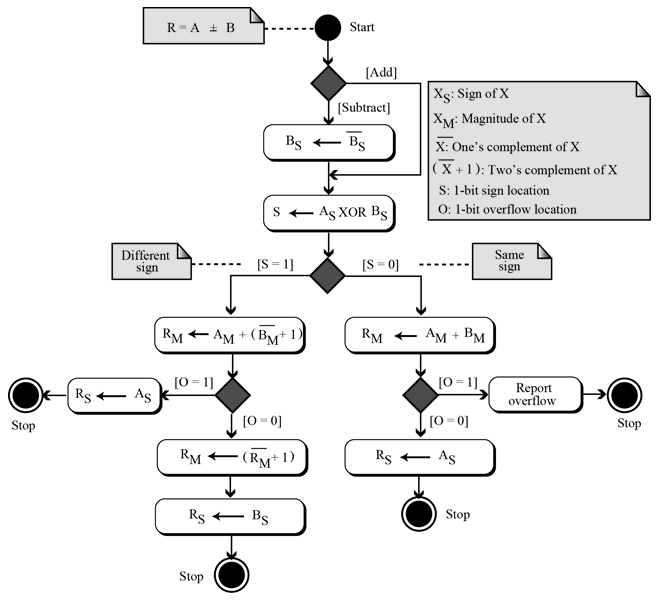 R = A ± B
Start
[Add]
[Subtract]
B_S ← B̅_S
X_S: Sign of X
X_M: Magnitude of X
X̅: One's complement of X
(X̅ + 1): Two's complement of X
S: 1-bit sign location
O: 1-bit overflow location
S ← A_S XOR B_S
Different
sign
[S = 1]
[S = 0]
Same
sign
R_M ← A_M + (B̅_M + 1)
R_M ← A_M + B_M
[O = 1]
R_S ← A_S
Stop
[O = 0]
[O = 1]
Report
overflow
Stop
[O = 0]
R_M ← (R̅_M + 1)
R_S ← A_S
R_S ← B_S
Stop
Stop